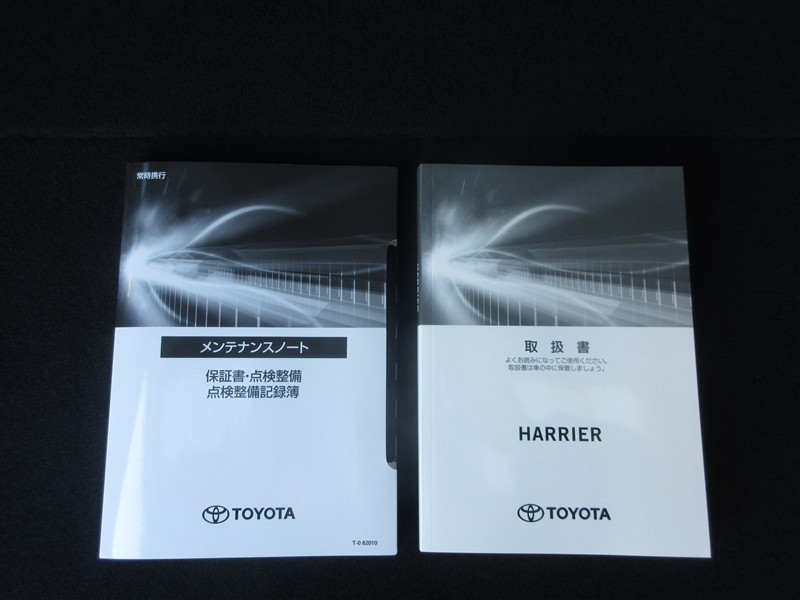 常時携行
メンテナンスノート
保証書・点検整備
点検整備記録簿
TOYOTA
T-0 62010
取扱書
よくお読みになってご使用ください。
取扱書は車の中に保管しましょう。
HARRIER
TOYOTA